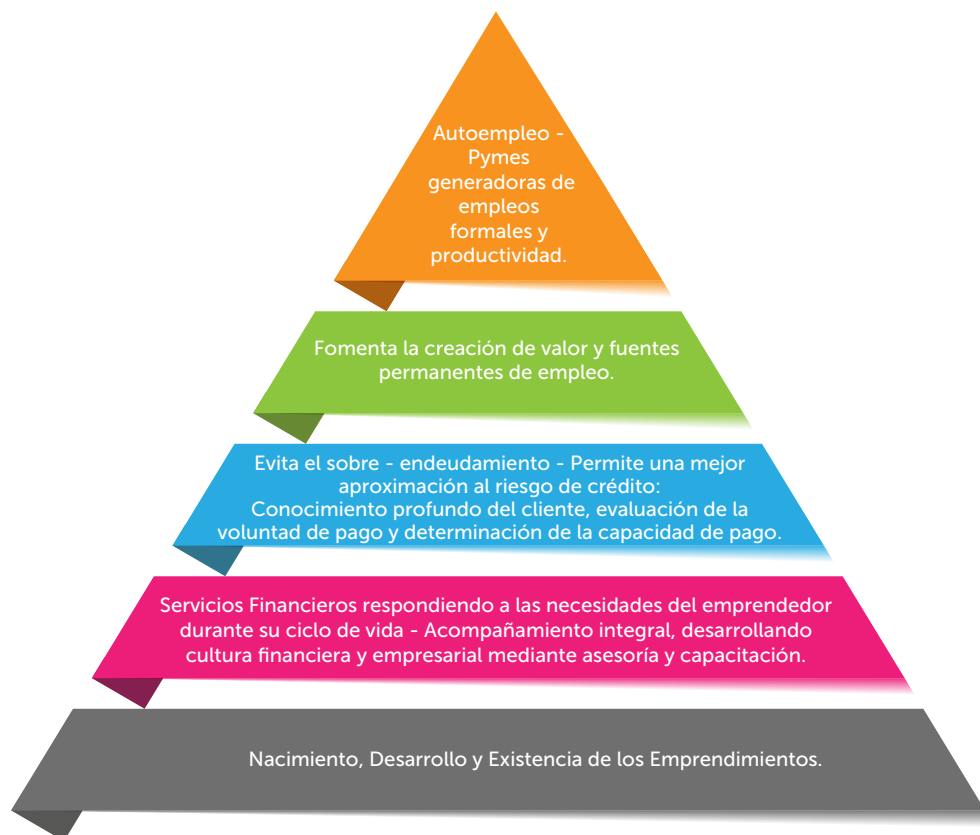 Autoempleo -
Pymes
generadoras de
empleos
formales y
productividad.
Fomenta la creación de valor y fuentes
permanentes de empleo.
Evita el sobre - endeudamiento - Permite una mejor
aproximación al riesgo de crédito:
Conocimiento profundo del cliente, evaluación de la
voluntad de pago y determinación de la capacidad de pago.
Servicios Financieros respondiendo a las necesidades del emprendedor
durante su ciclo de vida - Acompañamiento integral, desarrollando
cultura financiera y empresarial mediante asesoría y capacitación.
Nacimiento, Desarrollo y Existencia de los Emprendimientos.